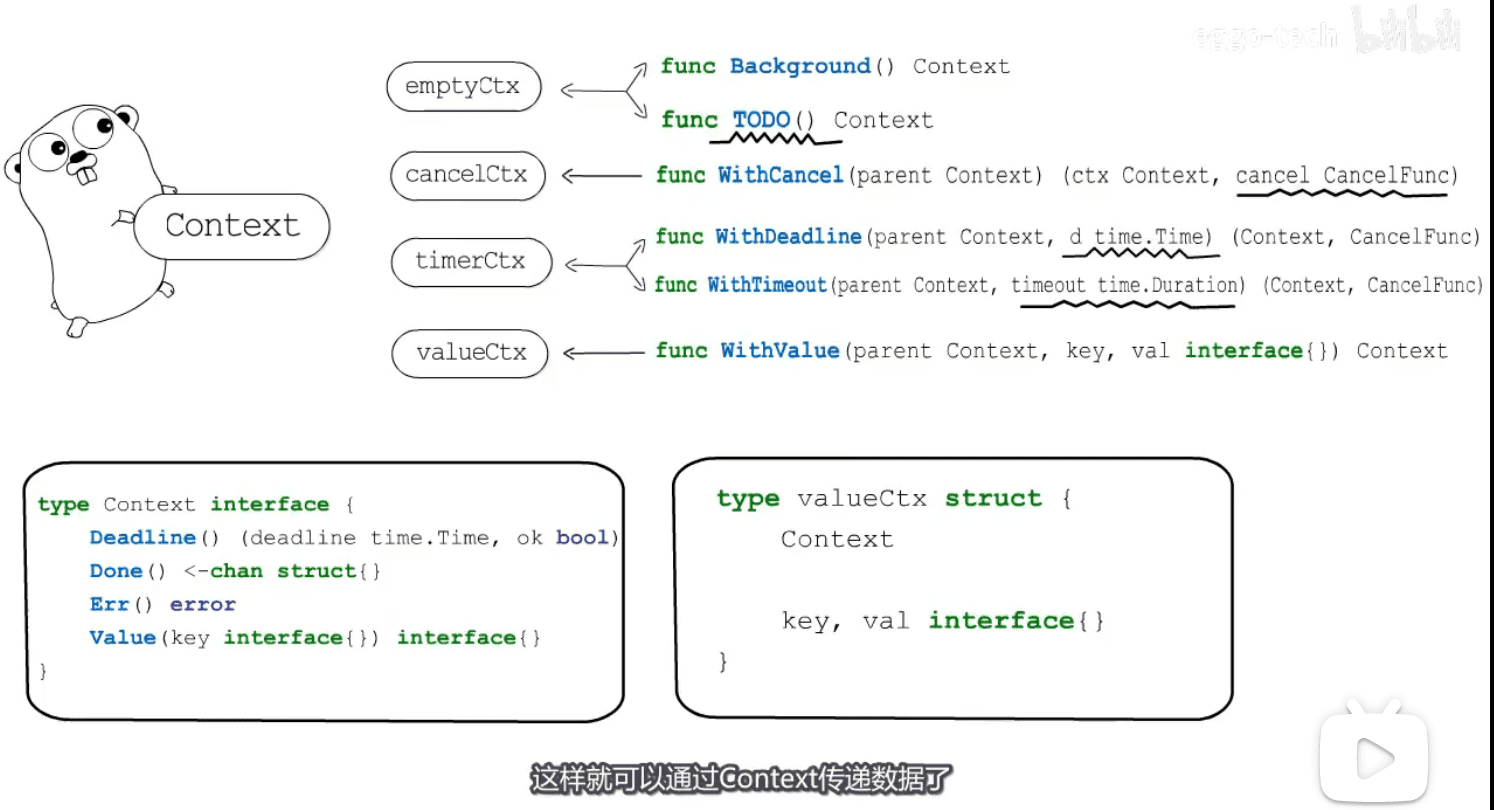 eggo-tech bilibili
emptyCtx
func Background() Context
func TODO() Context
Context
cancelCtx
func WithCancel(parent Context) (ctx Context, cancel CancelFunc)
timerCtx
func WithDeadline(parent Context, d time.Time) (Context, CancelFunc)
func WithTimeout(parent Context, timeout time.Duration) (Context, CancelFunc)
valueCtx
func WithValue(parent Context, key, val interface{}) Context
type Context interface {
Deadline() (deadline time.Time, ok bool)
Done() <-chan struct{}
Err() error
Value(key interface{}) interface{}
}
type valueCtx struct {
Context
key, val interface{}
}
这样就可以通过Context传递数据了